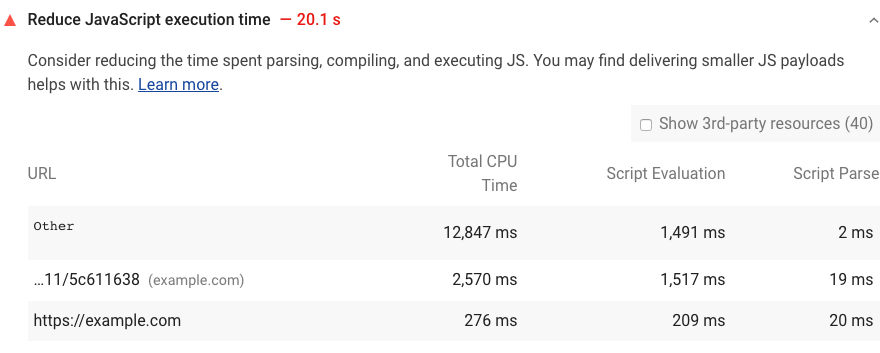 Reduce JavaScript execution time — 20.1 s
Consider reducing the time spent parsing, compiling, and executing JS. You may find delivering smaller JS payloads
helps with this. Learn more.
Show 3rd-party resources (40)
URL Total CPU Time Script Evaluation Script Parse
Other 12,847 ms 1,491 ms 2 ms
…11/5c611638 (example.com) 2,570 ms 1,517 ms 19 ms
https://example.com 276 ms 209 ms 20 ms